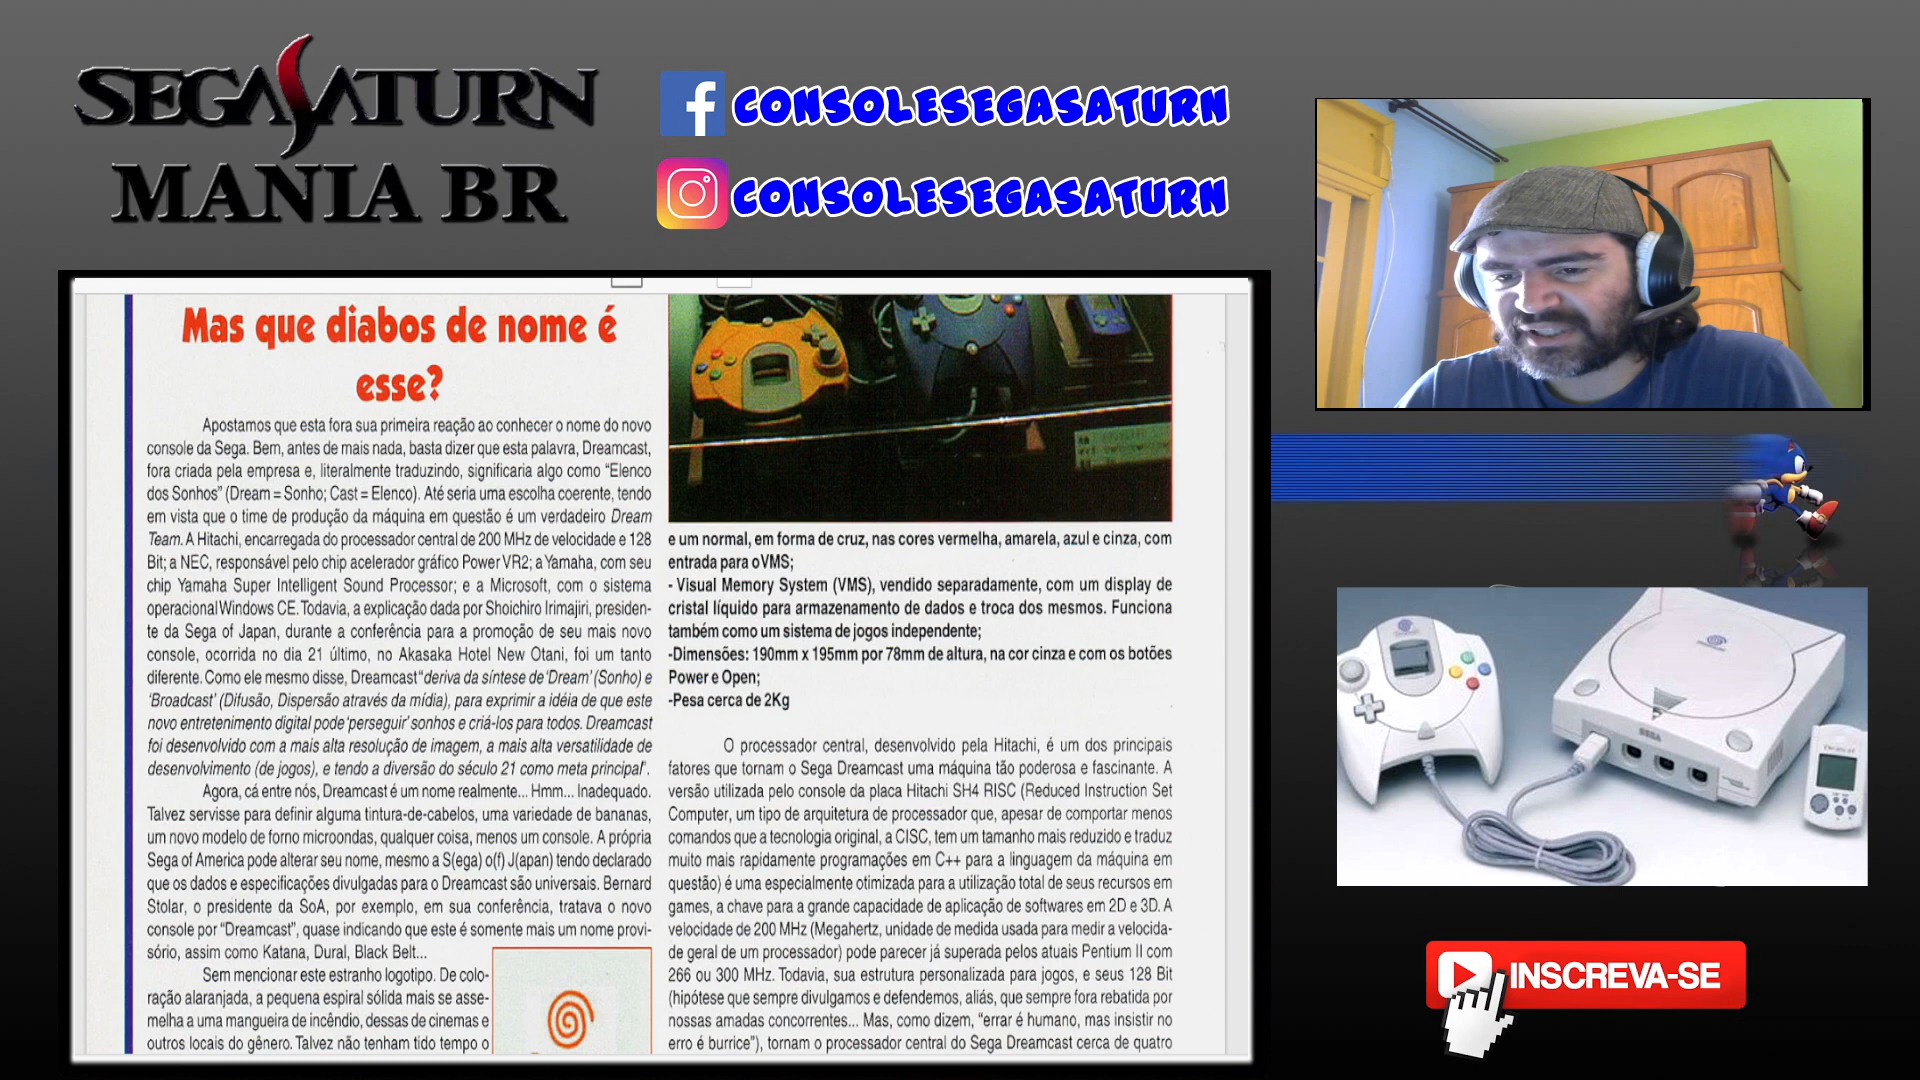 SEGA SATURN
MANIA BR
CONSOLESEGASATURN
CONSOLESEGASATURN
Mas que diabos de nome é
esse?
Apostamos que esta fora sua primeira reação ao conhecer o nome do novo
console da Sega. Bem, antes de mais nada, basta dizer que esta palavra, Dreamcast,
fora criada pela empresa e, literalmente traduzindo, significaria algo como “Elenco
dos Sonhos” (Dream = Sonho; Cast = Elenco). Até seria uma escolha coerente, tendo
em vista que o time de produção da máquina em questão é um verdadeiro Dream
Team. A Hitachi, encarregada do processador central de 200 MHz de velocidade e 128
Bit; a NEC, responsável pelo chip acelerador gráfico Power VR2; a Yamaha, com seu
chip Yamaha Super Intelligent Sound Processor; e a Microsoft, com o sistema
operacional Windows CE. Todavia, a explicação dada por Shoichiro Irimajiri, presiden-
te da Sega of Japan, durante a conferência para a promoção de seu mais novo
console, ocorrida no dia 21 último, no Akasaka Hotel New Otani, foi um tanto
diferente. Como ele mesmo disse, Dreamcast “deriva da síntese de ‘Dream’ (Sonho) e
‘Broadcast’ (Difusão, Dispersão através da mídia), para exprimir a idéia de que este
novo entretenimento digital pode ‘perseguir’ sonhos e criá-los para todos. Dreamcast
foi desenvolvido com a mais alta resolução de imagem, a mais alta versatilidade de
desenvolvimento (de jogos), e tendo a diversão do século 21 como meta principal”.
Agora, cá entre nós, Dreamcast é um nome realmente... Hmm... Inadequado.
Talvez servisse para definir alguma tintura-de-cabelos, uma variedade de bananas,
um novo modelo de forno microondas, qualquer coisa, menos um console. A própria
Sega of America pode alterar seu nome, mesmo a S(ega) o(f) J(apan) tendo declarado
que os dados e especificações divulgadas para o Dreamcast são universais. Bernard
Stolar, o presidente da SoA, por exemplo, em sua conferência, tratava o novo
console por “Dreamcast”, quase indicando que este é somente mais um nome provi-
sório, assim como Katana, Dural, Black Belt...
Sem mencionar este estranho logotipo. De colo-
ração alaranjada, a pequena espiral sólida mais se asse-
melha a uma mangueira de incêndio, dessas de cinemas e
outros locais do gênero. Talvez não tenham tido tempo o
e um normal, em forma de cruz, nas cores vermelha, amarela, azul e cinza, com
entrada para o VMS;
- Visual Memory System (VMS), vendido separadamente, com um display de
cristal líquido para armazenamento de dados e troca dos mesmos. Funciona
também como um sistema de jogos independente;
-Dimensões: 190mm x 195mm por 78mm de altura, na cor cinza e com os botões
Power e Open;
-Pesa cerca de 2Kg
O processador central, desenvolvido pela Hitachi, é um dos principais
fatores que tornam o Sega Dreamcast uma máquina tão poderosa e fascinante. A
versão utilizada pelo console da placa Hitachi SH4 RISC (Reduced Instruction Set
Computer, um tipo de arquitetura de processador que, apesar de comportar menos
comandos que a tecnologia original, a CISC, tem um tamanho mais reduzido e traduz
muito mais rapidamente programações em C++ para a linguagem da máquina em
questão) é uma especialmente otimizada para a utilização total de seus recursos em
games, a chave para a grande capacidade de aplicação de softwares em 2D e 3D. A
velocidade de 200 MHz (Megahertz, unidade de medida usada para medir a velocida-
de geral de um processador) pode parecer já superada pelos atuais Pentium II com
266 ou 300 MHz. Todavia, sua estrutura personalizada para jogos, e seus 128 Bit
(hipótese que sempre divulgamos e defendemos, aliás, que sempre fora rebatida por
nossas amadas concorrentes... Mas, como dizem, “errar é humano, mas insistir no
erro é burrice”), tornam o processador central do Sega Dreamcast cerca de quatro
SEGA
INSCREVA-SE